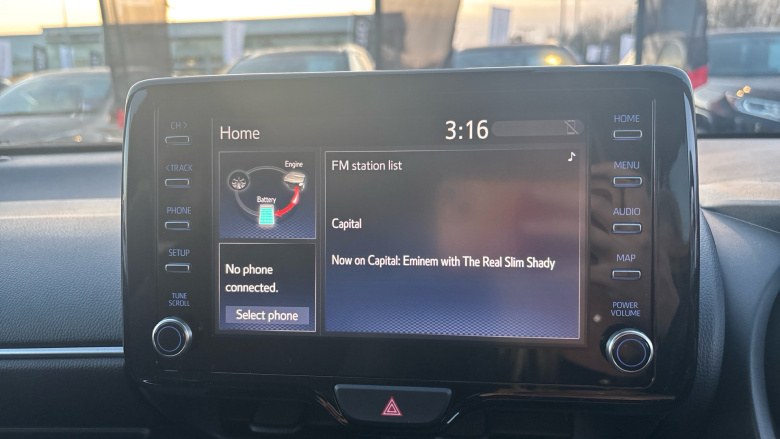 CH >
< TRACK
PHONE
SETUP
TUNE
SCROLL
Home
3:16
Engine
Battery
No phone
connected.
Select phone
FM station list
Capital
Now on Capital: Eminem with The Real Slim Shady
HOME
MENU
AUDIO
MAP
POWER
VOLUME